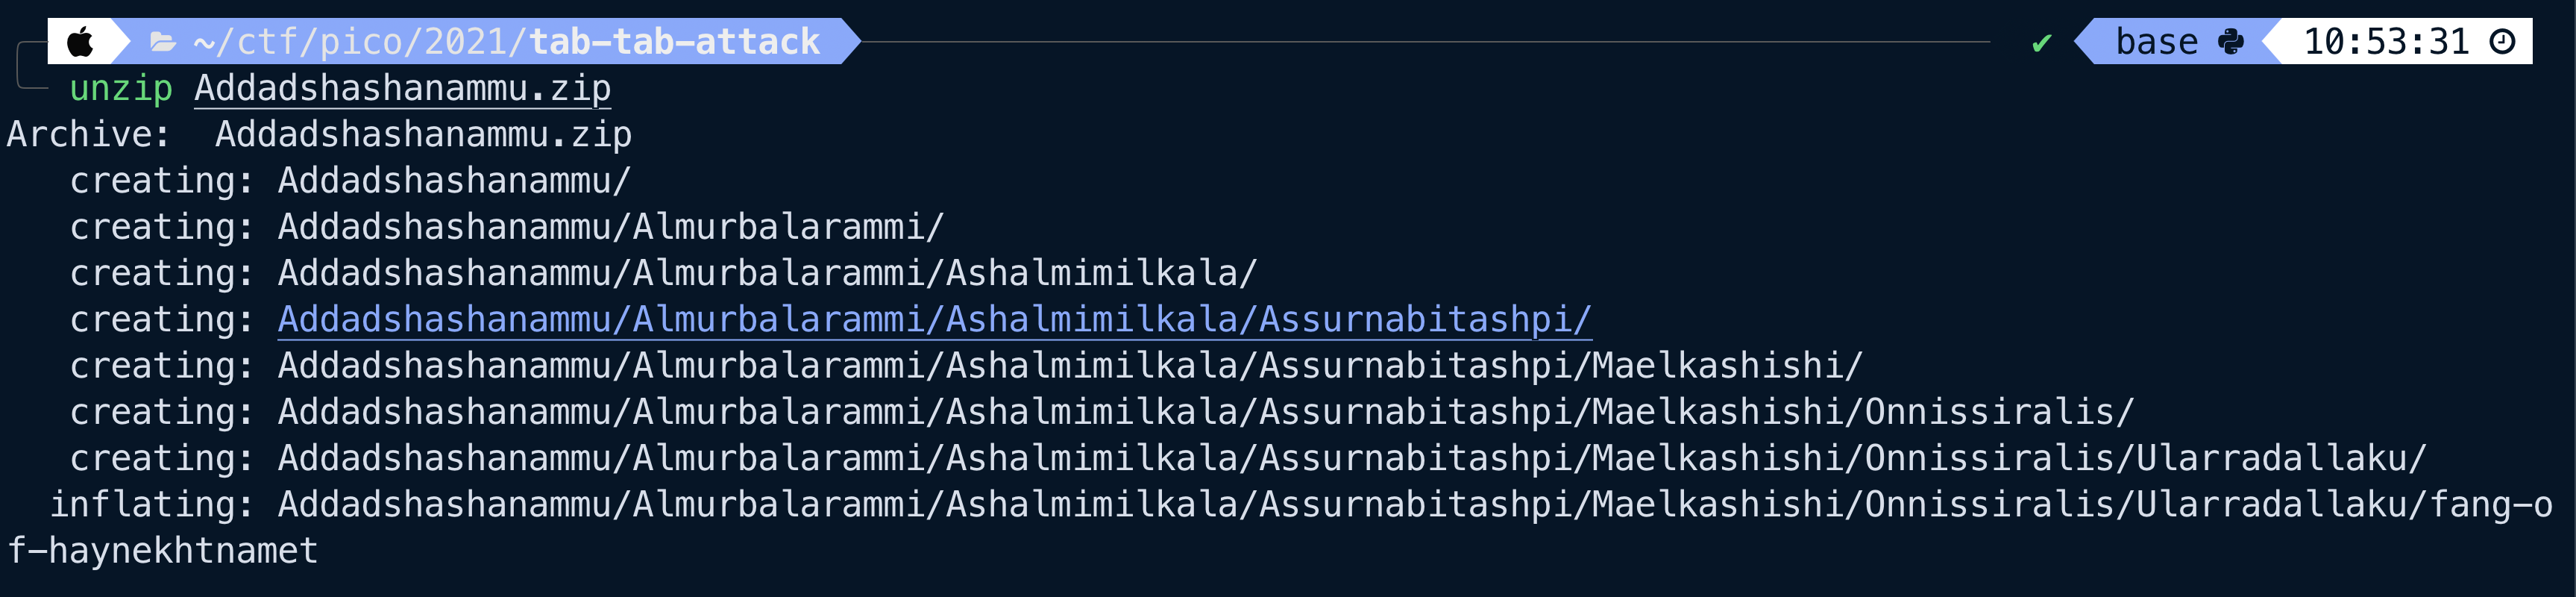 ~/ctf/pico/2021/tab-tab-attack ✔ base 10:53:31
unzip Addadshashanammu.zip
Archive:  Addadshashanammu.zip
creating: Addadshashanammu/
creating: Addadshashanammu/Almurbalarammi/
creating: Addadshashanammu/Almurbalarammi/Ashalmimilkala/
creating: Addadshashanammu/Almurbalarammi/Ashalmimilkala/Assurnabitashpi/
creating: Addadshashanammu/Almurbalarammi/Ashalmimilkala/Assurnabitashpi/Maelkashishi/
creating: Addadshashanammu/Almurbalarammi/Ashalmimilkala/Assurnabitashpi/Maelkashishi/Onnissiralis/
creating: Addadshashanammu/Almurbalarammi/Ashalmimilkala/Assurnabitashpi/Maelkashishi/Onnissiralis/Ularradallaku/
inflating: Addadshashanammu/Almurbalarammi/Ashalmimilkala/Assurnabitashpi/Maelkashishi/Onnissiralis/Ularradallaku/fang-o
f-haynekhtnamet